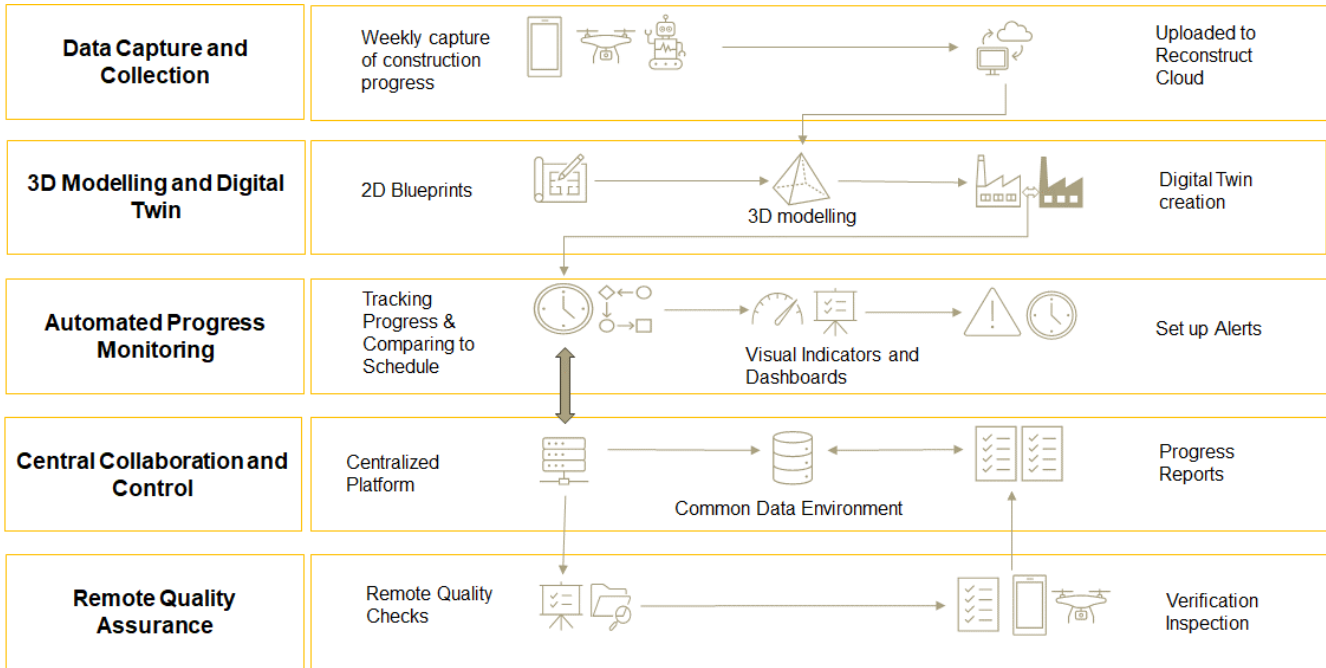 Data Capture and
Collection
Weekly capture
of construction
progress
Uploaded to
Reconstruct
Cloud
3D Modelling and Digital
Twin
2D Blueprints
3D modelling
Digital Twin
creation
Automated Progress
Monitoring
Tracking
Progress &
Comparing to
Schedule
Visual Indicators and
Dashboards
Set up Alerts
Central Collaboration and
Control
Centralized
Platform
Common Data Environment
Progress
Reports
Remote Quality
Assurance
Remote Quality
Checks
Verification
Inspection